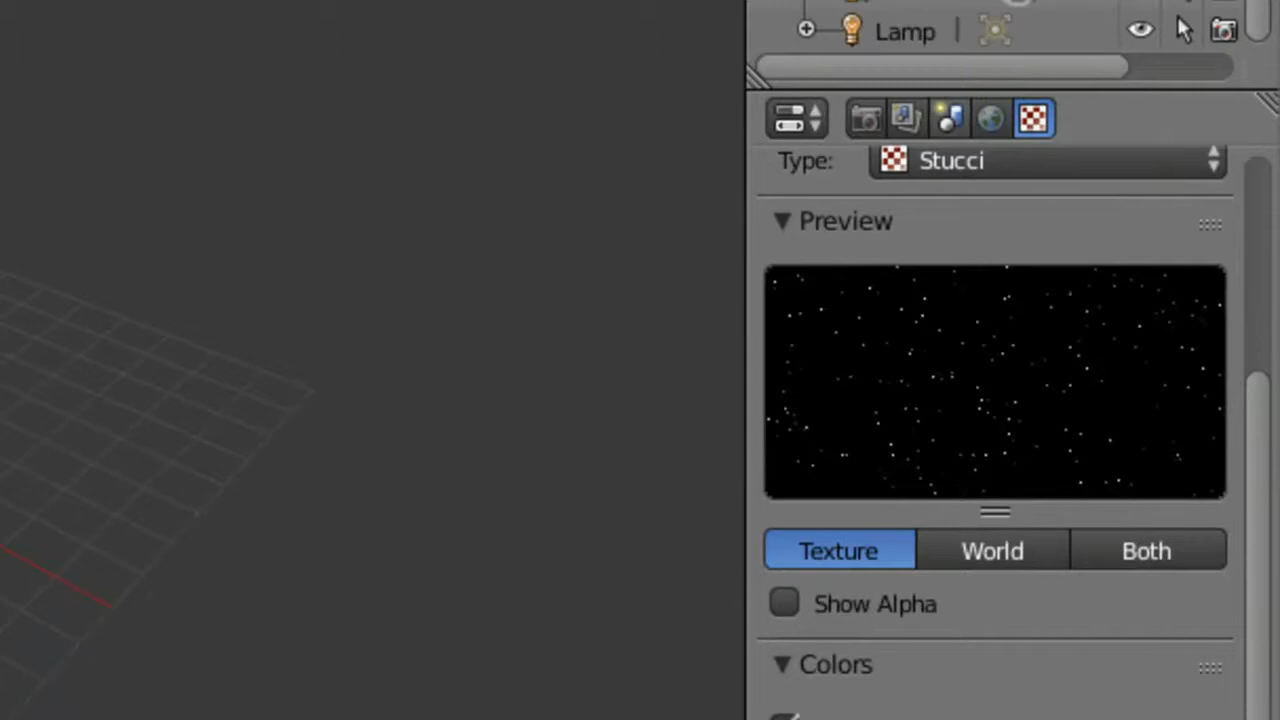 Lamp
Type: Stucci
Preview
Texture World Both
Show Alpha
Colors